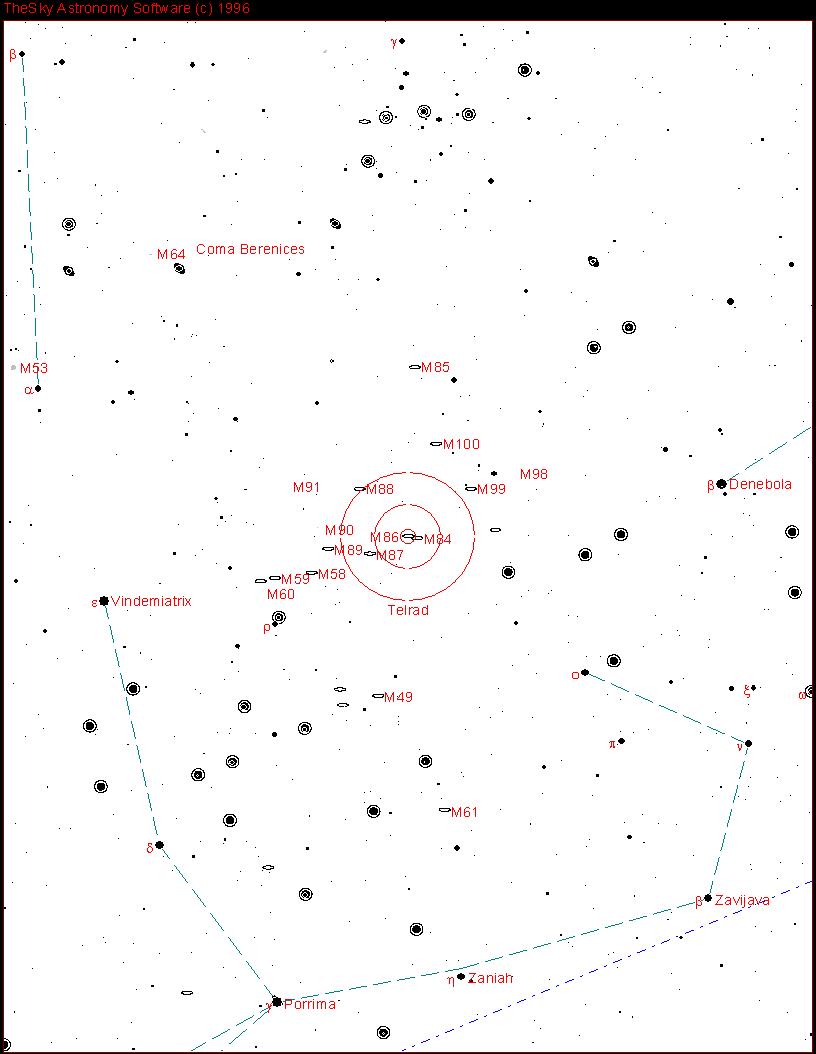 TheSky Astronomy Software (c) 1996
γ
β
Coma Berenices
M64
M53
M85
α
M100
M98
β Denebola
M91
M88
M99
M90
M86
M84
M89
M87
M59
M58
M60
ε Vindemiatrix
Telrad
ρ
ο
ξ
ω
M49
π
ν
M61
δ
β Zavijava
η Zaniah
γ Porrima